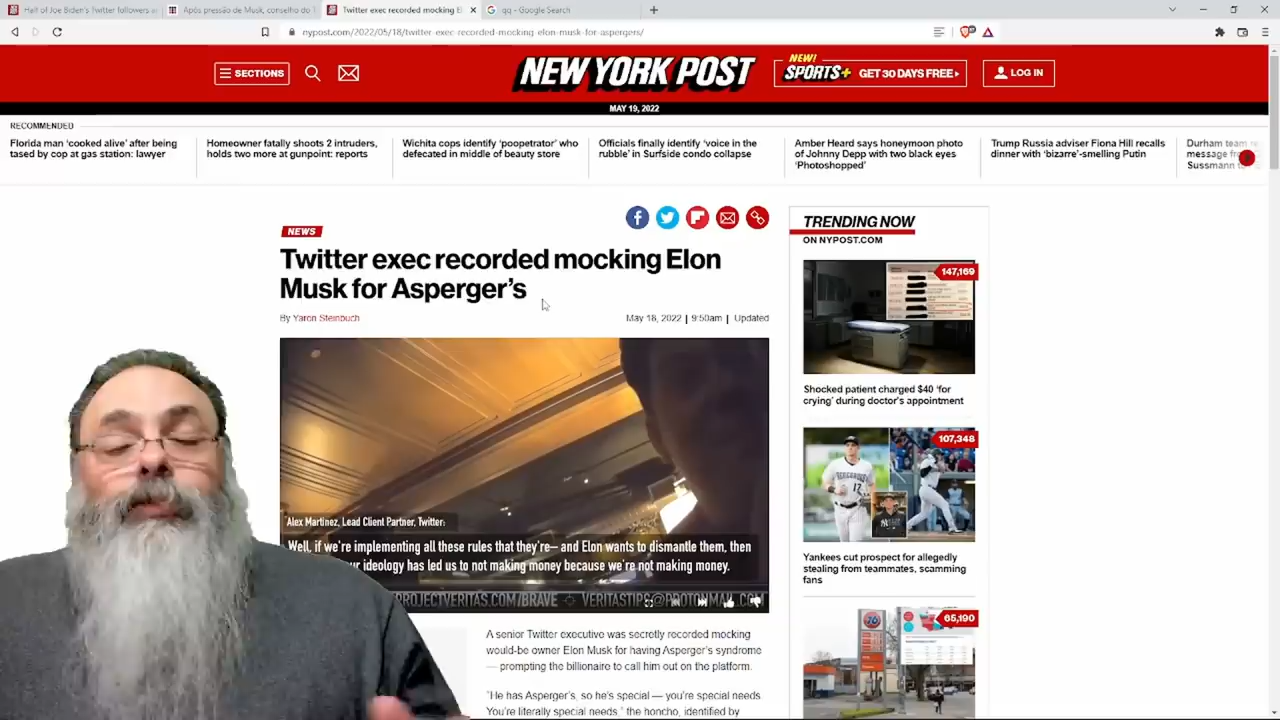 Half of Joe Biden's Twitter followers a
Após pressão de Musk, conselho do T
Twitter exec recorded mocking E
qq - Google Search
nypost.com/2022/05/18/twitter-exec-recorded-mocking-elon-musk-for-aspergers/
SECTIONS
NEW YORK POST
NEW!
SPORTS+ GET 30 DAYS FREE
LOG IN
MAY 19, 2022
RECOMMENDED
Florida man 'cooked alive' after being
tased by cop at gas station: lawyer
Homeowner fatally shoots 2 intruders,
holds two more at gunpoint: reports
Wichita cops identify 'poopetrator' who
defecated in middle of beauty store
Officials finally identify 'voice in the
rubble' in Surfside condo collapse
Amber Heard says honeymoon photo
of Johnny Depp with two black eyes
'Photoshopped'
Trump Russia adviser Fiona Hill recalls
dinner with 'bizarre'-smelling Putin
Durham team
message
Sussmann
NEWS
Twitter exec recorded mocking Elon
Musk for Asperger's
By Yaron Steinbuch
May 18, 2022 | 9:50am | Updated
Alex Martinez, Lead Client Partner, Twitter:
Well, if we're implementing all these rules that they're– and Elon wants to dismantle them, then
ur ideology has led us to not making money because we're not making money.
PROJECTVERITAS.COM/BRAVE VERITASTIPS@PROTONMAIL.COM
A senior Twitter executive was secretly recorded mocking
would-be owner Elon Musk for having Asperger's syndrome
— prompting the billionaire to call him out on the platform.
"He has Asperger's, so he's special — you're special needs
You're literally special needs " the honcho, identified by
TRENDING NOW
ON NYPOST.COM
147,169
Shocked patient charged $40 'for
crying' during doctor's appointment
107,348
17
Yankees cut prospect for allegedly
stealing from teammates, scamming
fans
65,190
76